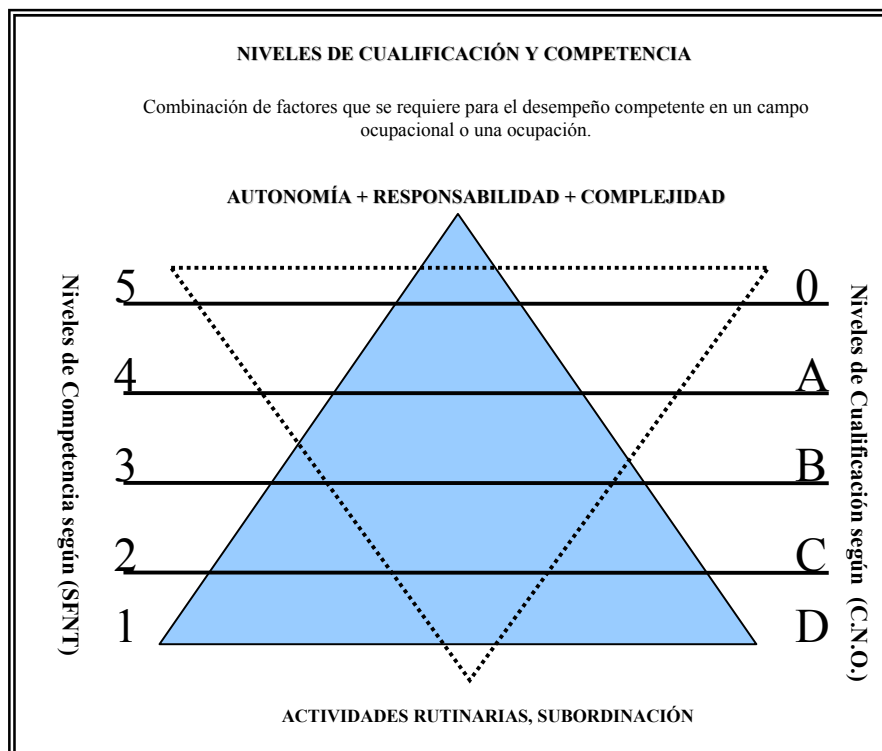 NIVELES DE CUALIFICACIÓN Y COMPETENCIA
Combinación de factores que se requiere para el desempeño competente en un campo
ocupacional o una ocupación.
AUTONOMÍA + RESPONSABILIDAD + COMPLEJIDAD
Niveles de Competencia según (SFNT)
5 0
4 A
3 B
2 C
1 D
Niveles de Cualificación según (C.N.O.)
ACTIVIDADES RUTINARIAS, SUBORDINACIÓN